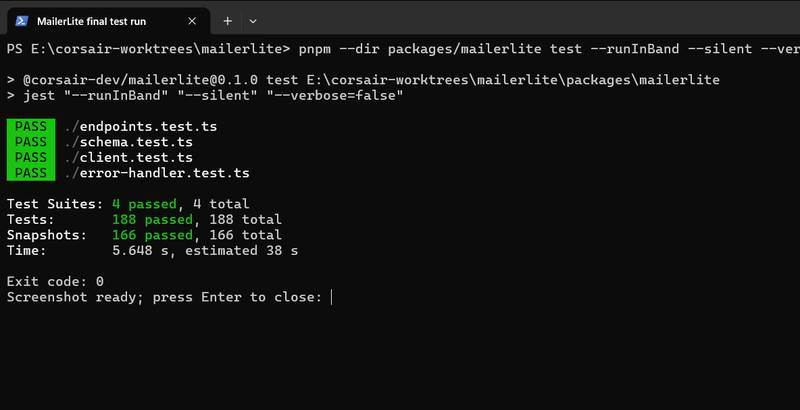 MailerLite final test run
PS E:\corsair-worktrees\mailerlite> pnpm --dir packages/mailerlite test --runInBand --silent --ver
> @corsair-dev/mailerlite@0.1.0 test E:\corsair-worktrees\mailerlite\packages\mailerlite
> jest "--runInBand" "--silent" "--verbose=false"
PASS ./endpoints.test.ts
PASS ./schema.test.ts
PASS ./client.test.ts
PASS ./error-handler.test.ts
Test Suites: 4 passed, 4 total
Tests: 188 passed, 188 total
Snapshots: 166 passed, 166 total
Time: 5.648 s, estimated 38 s
Exit code: 0
Screenshot ready; press Enter to close: